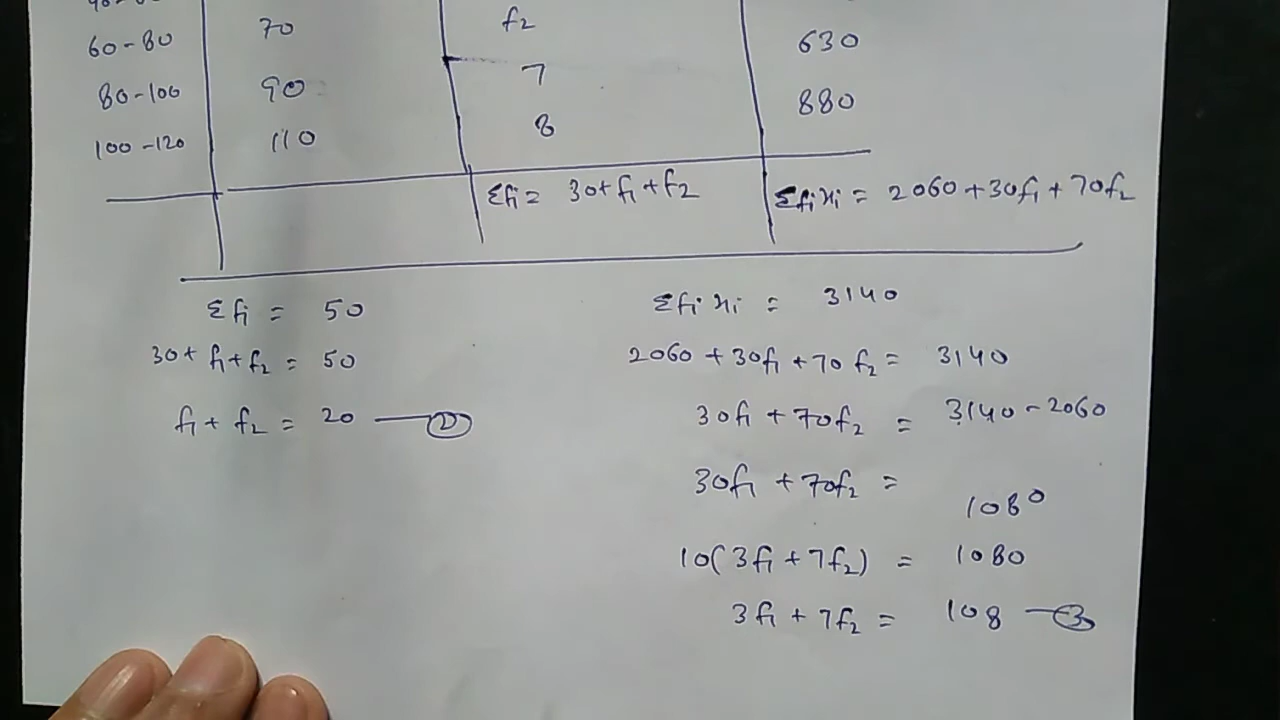 60-80 70 f2
80-100 90 7 630
100-120 110 8 880
Σfi = 30+f1+f2 Σfixi = 2060+30f1+70f2
Σfi = 50
30+f1+f2 = 50
f1+f2 = 20 —②
Σfixi = 3140
2060+30f1+70f2 = 3140
30f1+70f2 = 3140-2060
30f1+70f2 = 1080
10(3f1+7f2) = 1080
3f1+7f2 = 108 —③